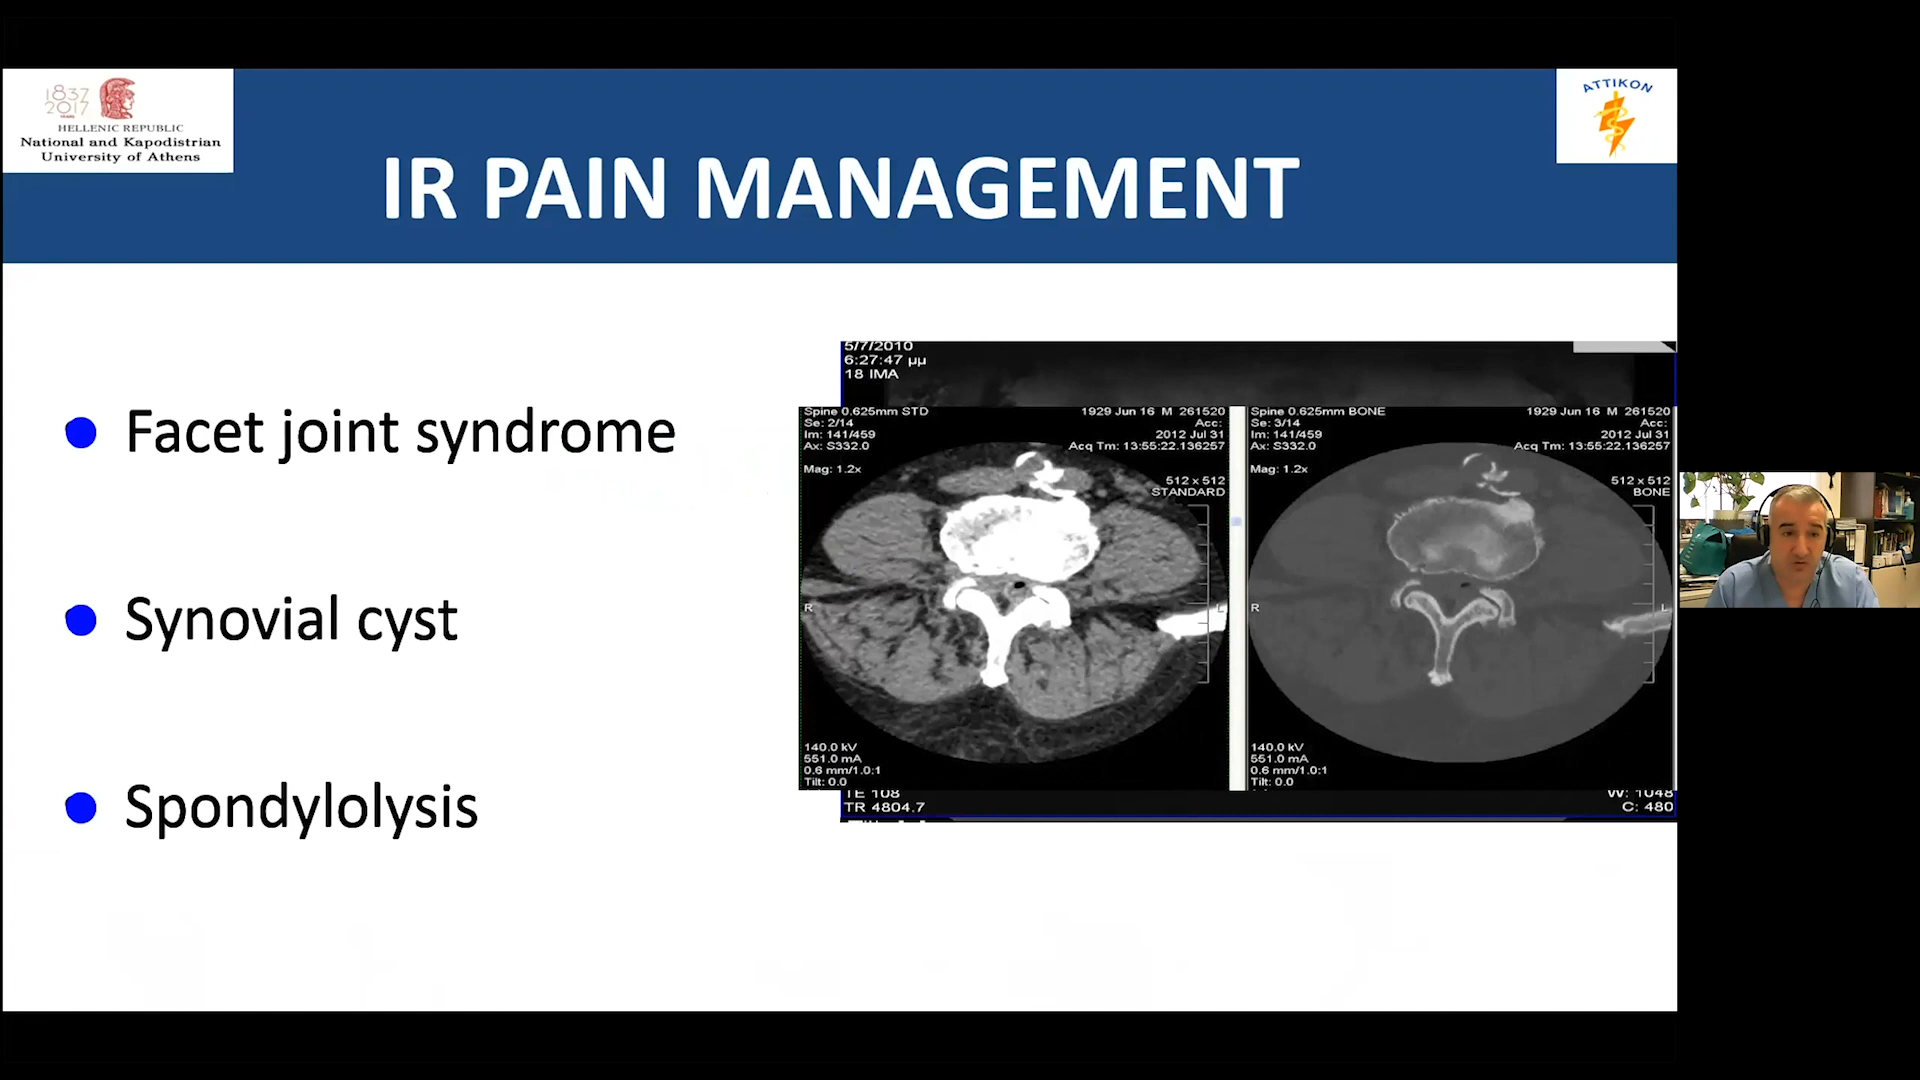 1837
2017
YEARS
HELLENIC REPUBLIC
National and Kapodistrian
University of Athens
ATTIKON
IR PAIN MANAGEMENT
Facet joint syndrome
Synovial cyst
Spondylolysis
5/7/2010
6:27:47 μμ
18 IMA
Spine 0.625mm STD
Se: 2/14
Im: 141/459
Ax: S332.0
Mag: 1.2x
1929 Jun 16 M 261520
Acc:
2012 Jul 31
Acq Tm: 13:55:22.136257
512 x 512
STANDARD
R
L
140.0 kV
551.0 mA
0.6 mm/1.0:1
Tilt: 0.0
Spine 0.625mm BONE
Se: 3/14
Im: 141/459
Ax: S332.0
Mag: 1.2x
1929 Jun 16 M 261520
Acc:
2012 Jul 31
Acq Tm: 13:55:22.136257
512 x 512
BONE
R
L
140.0 kV
551.0 mA
0.6 mm/1.0:1
Tilt: 0.0
TE 108
TR 4804.7
W: 1048
C: 480